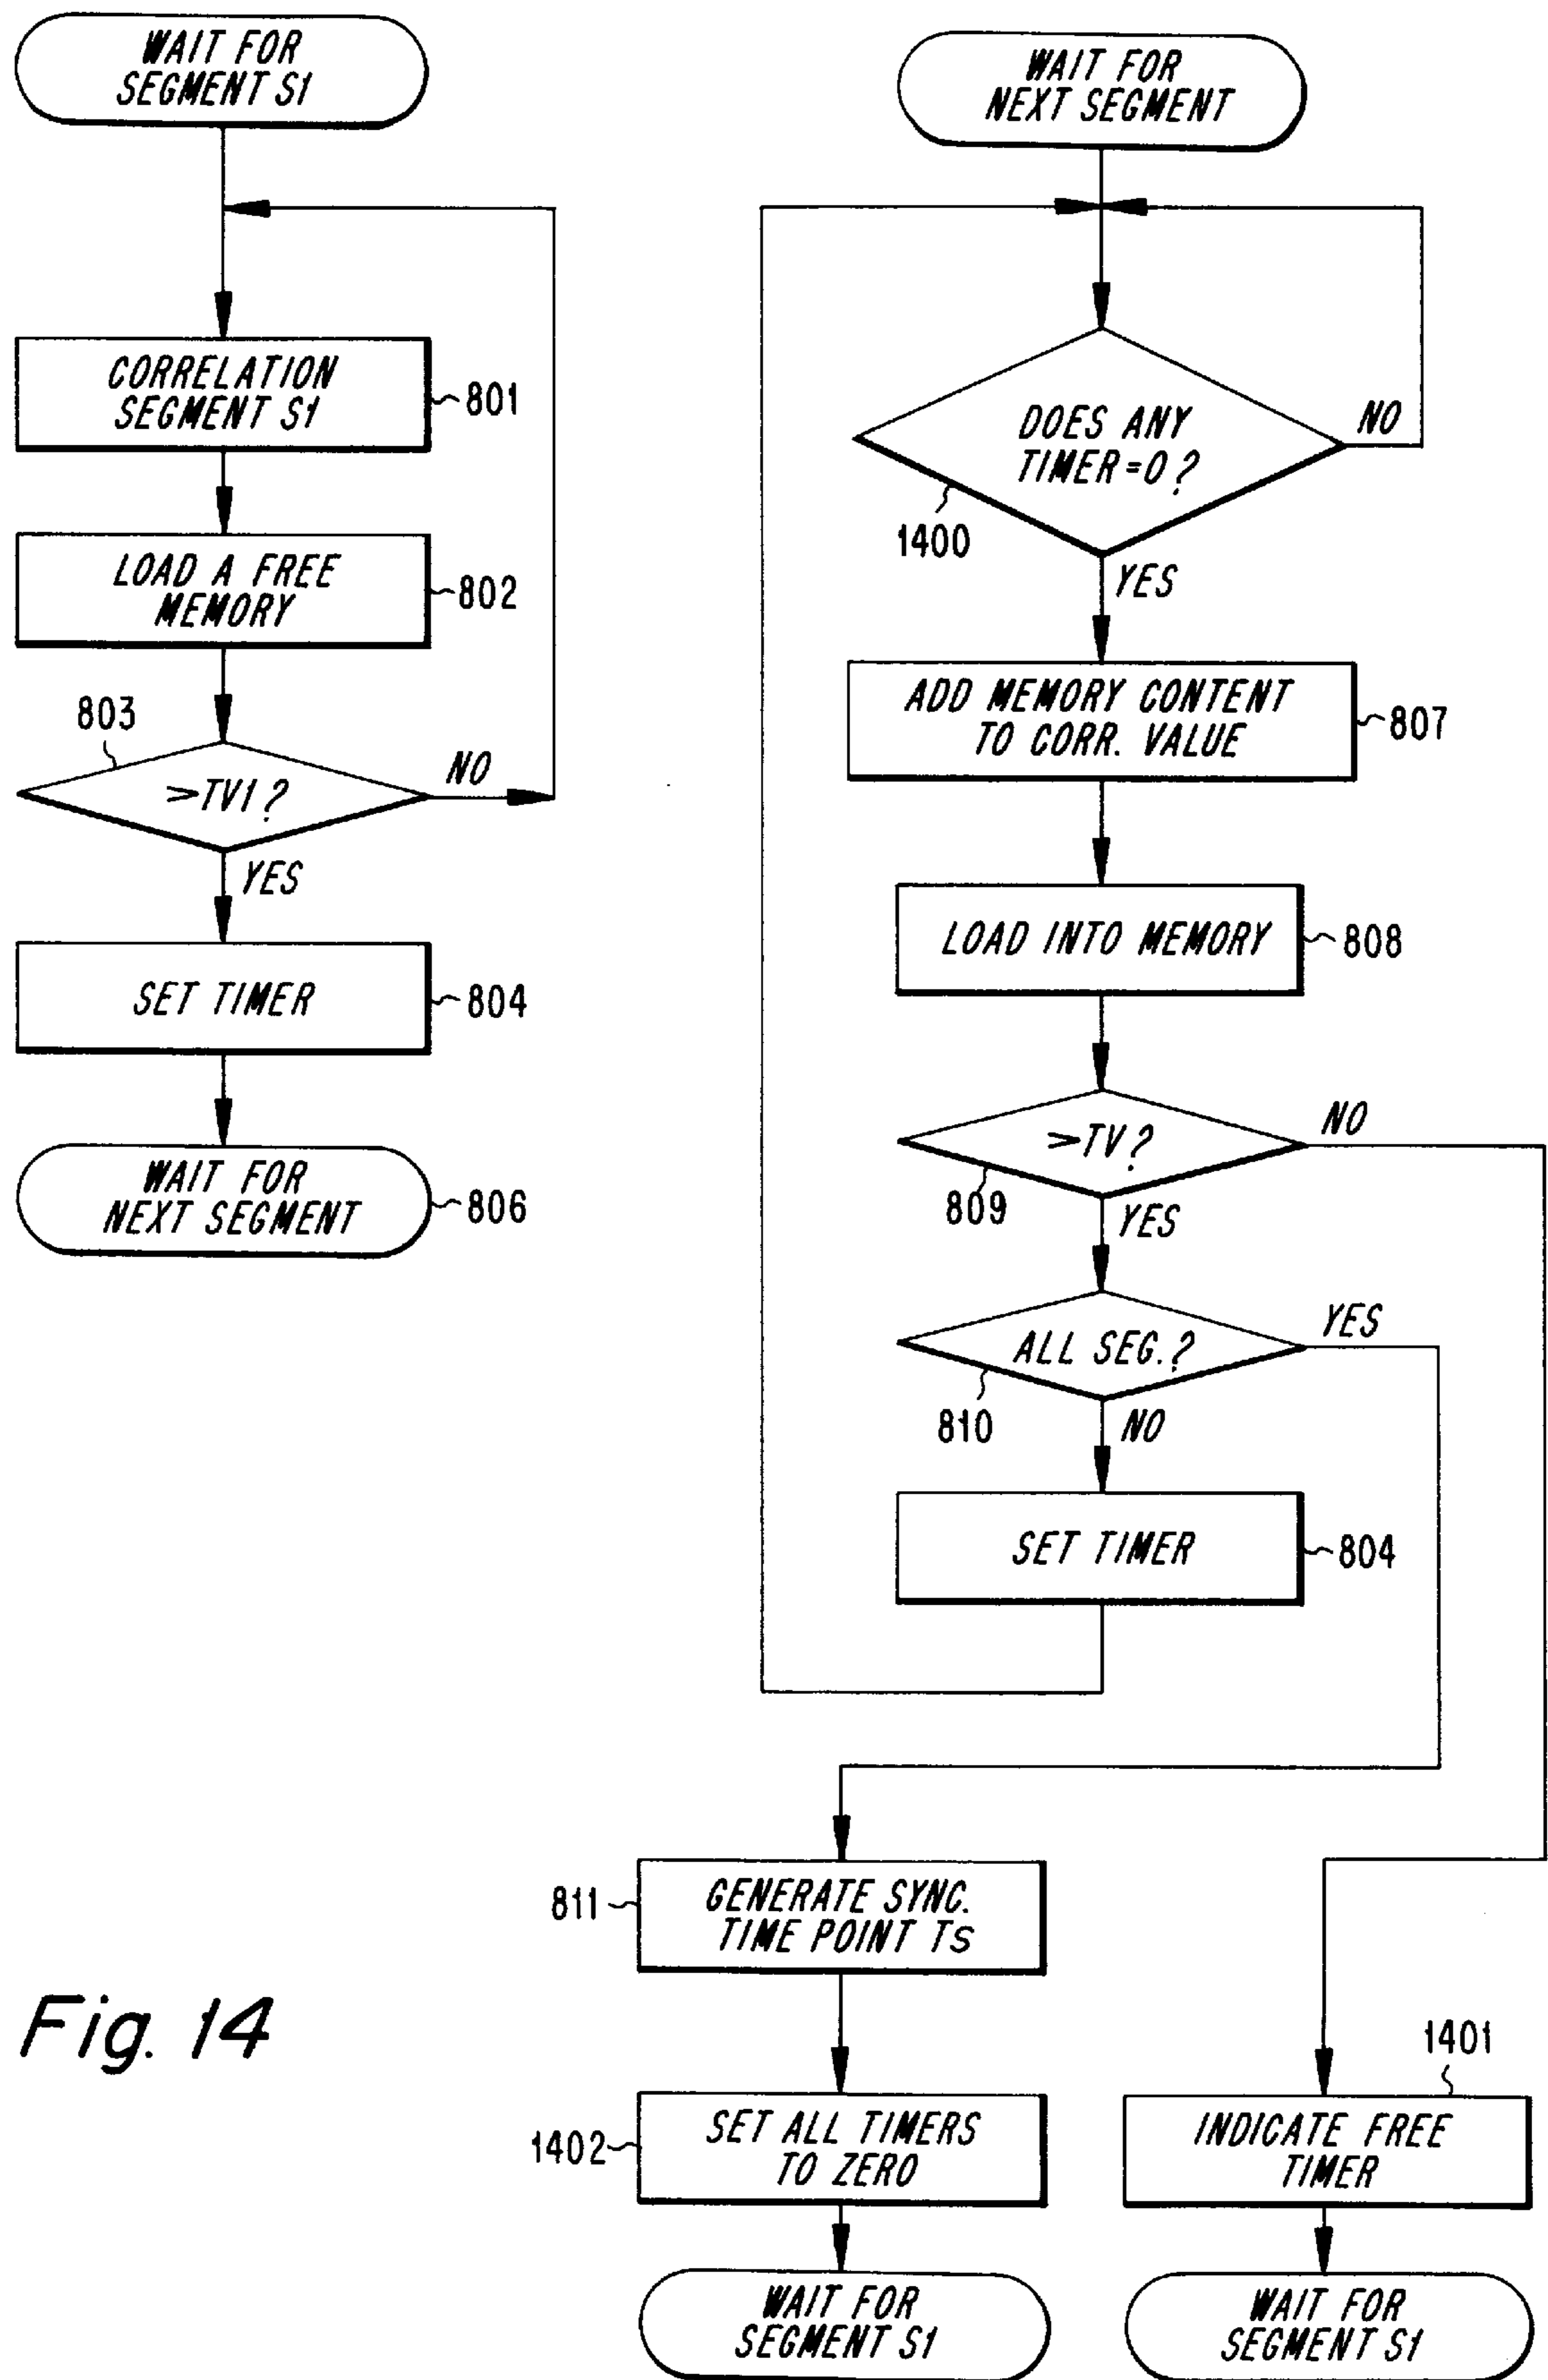 WAIT FOR
SEGMENT S1
CORRELATION
SEGMENT S1
801
LOAD A FREE
MEMORY
802
803
>TV1?
NO
YES
SET TIMER
804
WAIT FOR
NEXT SEGMENT
806
WAIT FOR
NEXT SEGMENT
DOES ANY
TIMER=0?
NO
1400
YES
ADD MEMORY CONTENT
TO CORR. VALUE
807
LOAD INTO MEMORY
808
>TV?
NO
809
YES
ALL SEG.?
YES
810
NO
SET TIMER
804
811
GENERATE SYNC.
TIME POINT Ts
1402
SET ALL TIMERS
TO ZERO
WAIT FOR
SEGMENT S1
1401
INDICATE FREE
TIMER
WAIT FOR
SEGMENT S1
Fig. 14